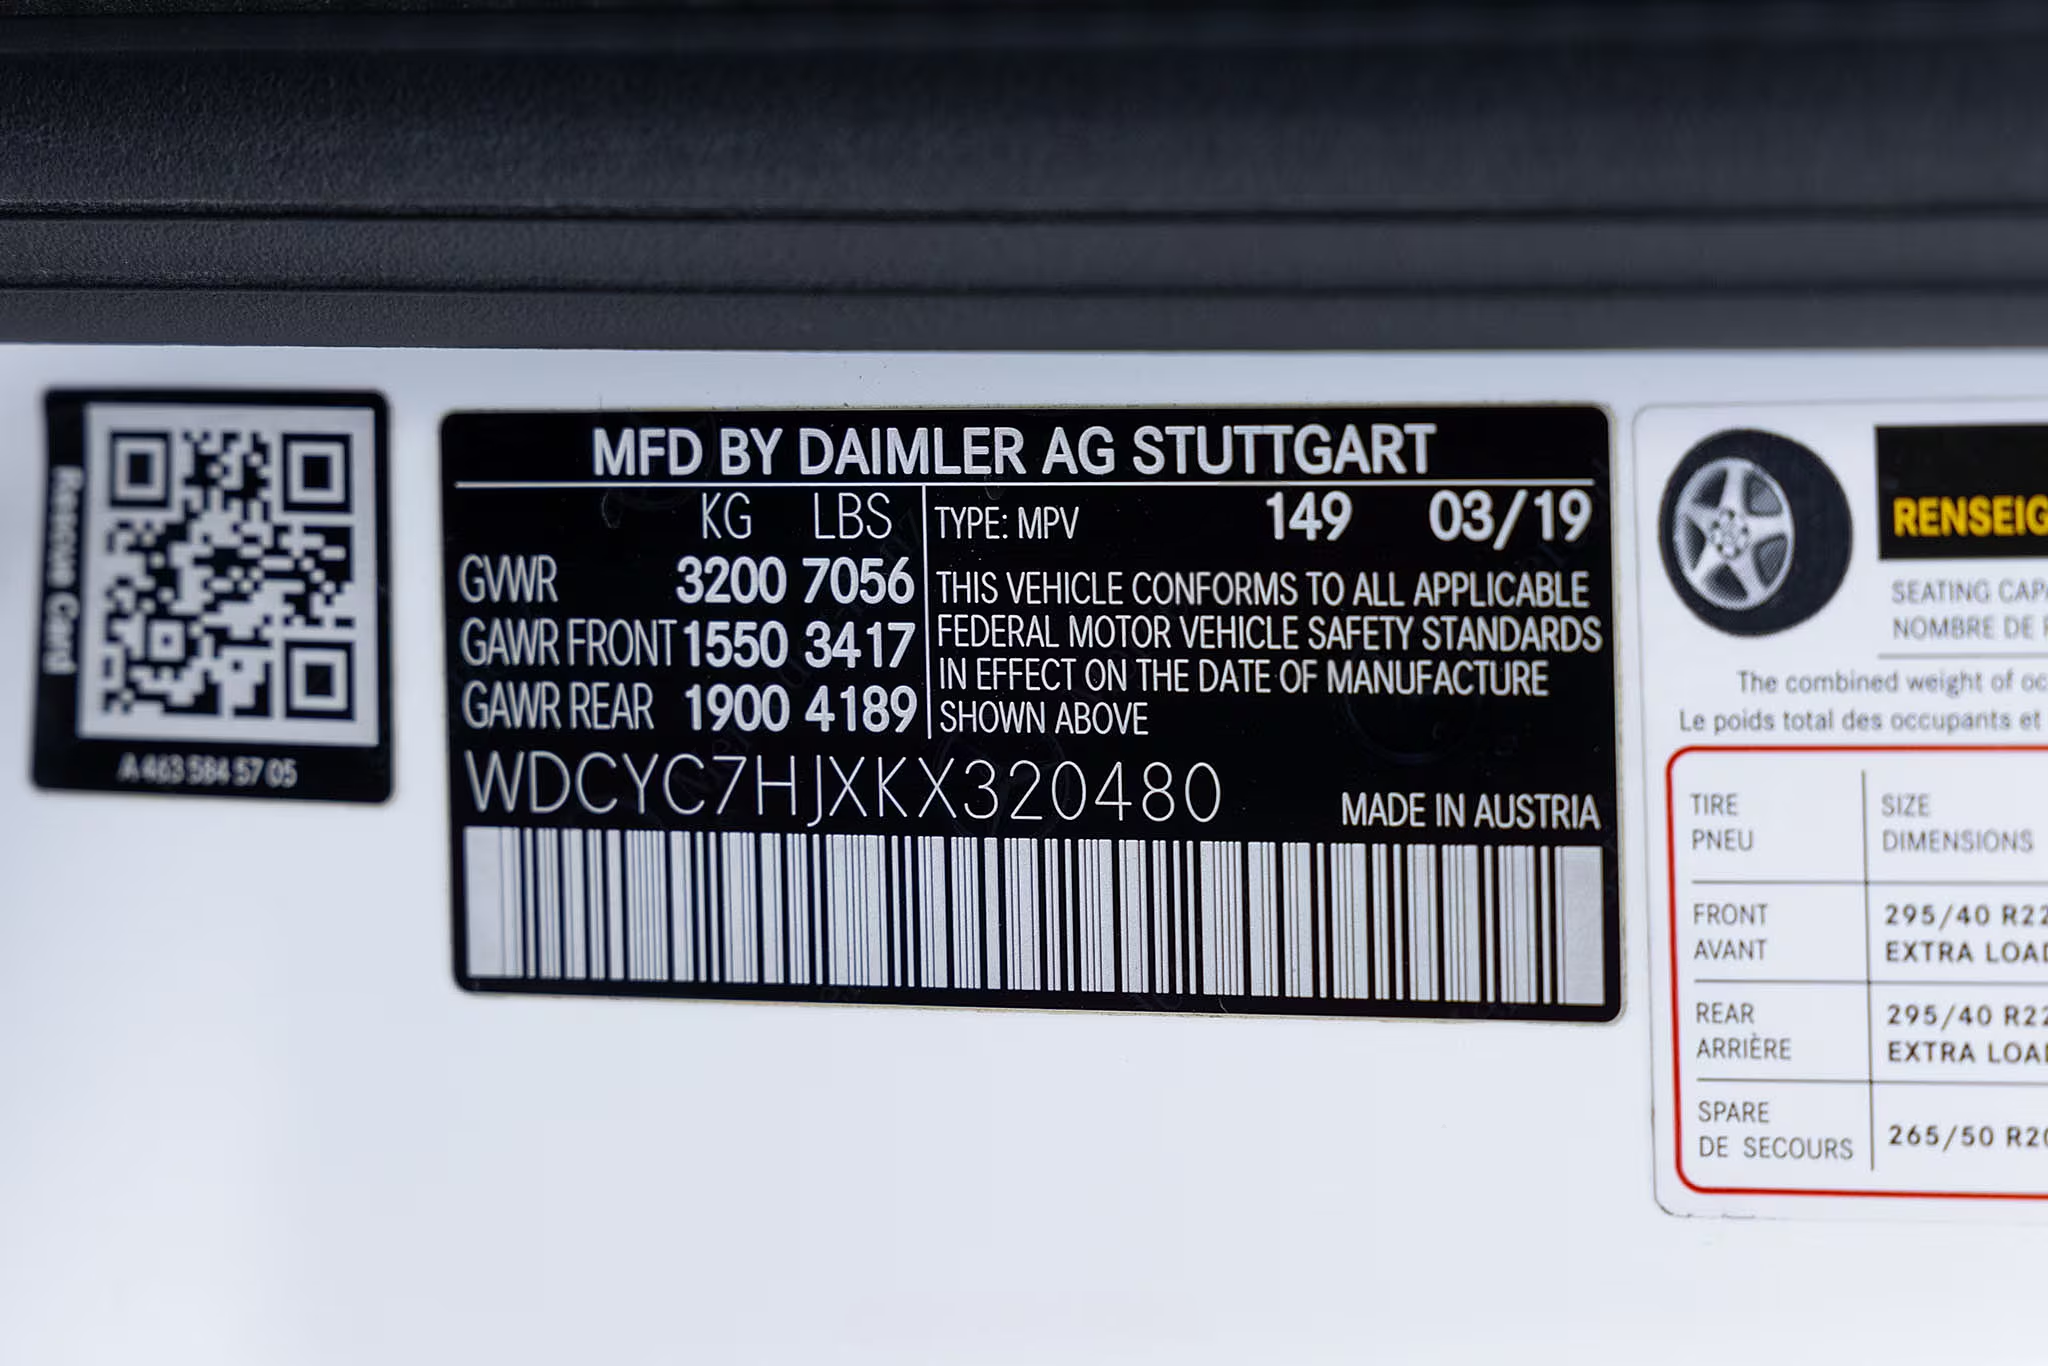 Rescue Card
A 463 584 57 05
MFD BY DAIMLER AG STUTTGART
KG LBS
GVWR 3200 7056
GAWR FRONT 1550 3417
GAWR REAR 1900 4189
TYPE: MPV 149 03/19
THIS VEHICLE CONFORMS TO ALL APPLICABLE
FEDERAL MOTOR VEHICLE SAFETY STANDARDS
IN EFFECT ON THE DATE OF MANUFACTURE
SHOWN ABOVE
WDCYC7HJXKX320480
MADE IN AUSTRIA
RENSEIG
SEATING CAPA
NOMBRE DE
The combined weight of oc
Le poids total des occupants et
TIRE SIZE
PNEU DIMENSIONS
FRONT 295/40 R22
AVANT EXTRA LOAD
REAR 295/40 R22
ARRIÈRE EXTRA LOAD
SPARE
DE SECOURS 265/50 R20